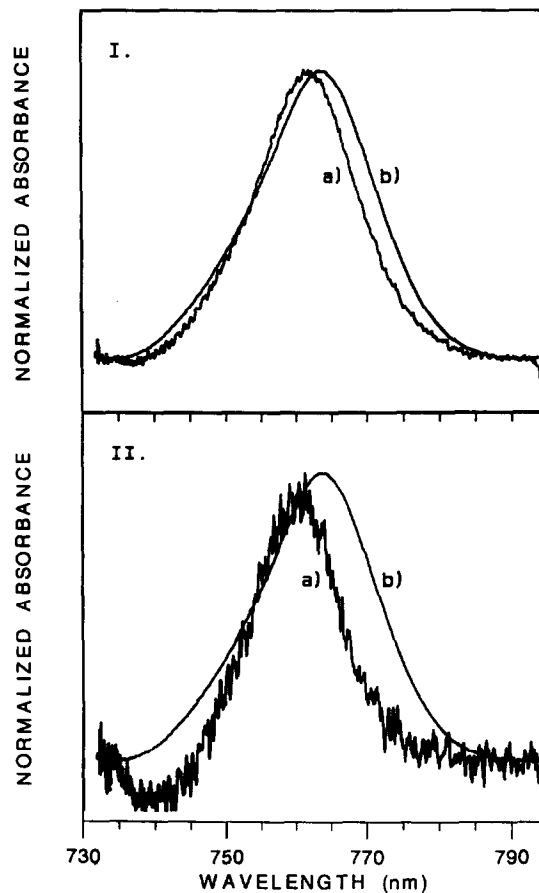 I.
NORMALIZED ABSORBANCE
a)
b)
II.
NORMALIZED ABSORBANCE
a)
b)
730
750
770
790
WAVELENGTH (nm)